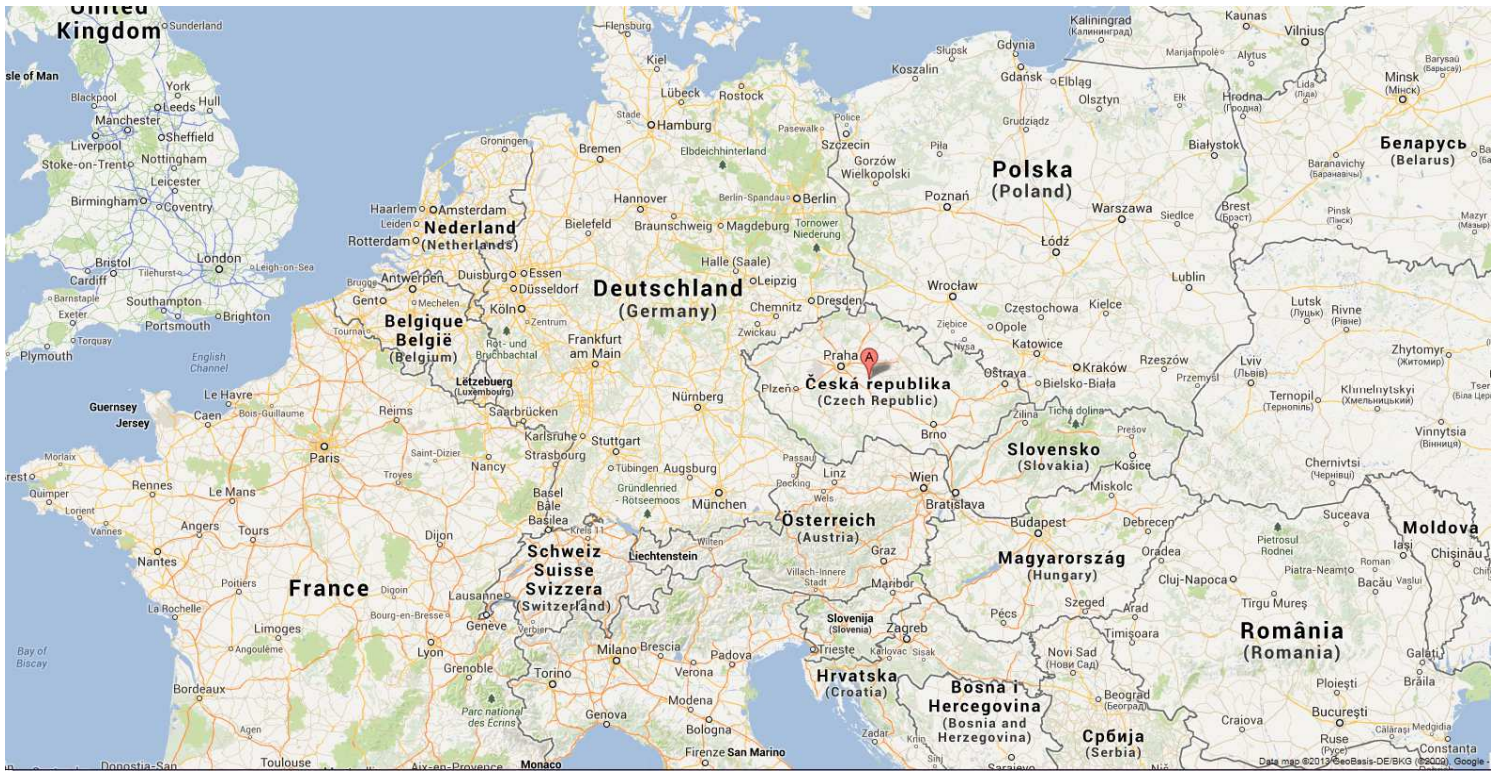 United
Kingdom
Sunderland
sle of Man
Blackpool
York
Leeds
Hull
Manchester
Liverpool
Sheffield
Stoke-on-Trent
Nottingham
Leicester
Birmingham
Coventry
Bristol
Cardiff
Tilehurst
London
Leigh-on-Sea
Barnstaple
Exeter
Southampton
Portsmouth
Brighton
Torquay
Plymouth
English
Channel
Guernsey
Jersey
Flensburg
Kiel
Lübeck
Rostock
Stade
Hamburg
Pasewalk
Police
Szczecin
Groningen
Bremen
Elbdeichhinterland
Gorzów
Wielkopolski
Hannover
Berlin-Spandau
Berlin
Haarlem
Amsterdam
Leiden
Rotterdam
Nederland
(Netherlands)
Bielefeld
Braunschweig
Magdeburg
Tornower
Niederung
Brugge
Antwerpen
Duisburg
Essen
Düsseldorf
Halle (Saale)
Leipzig
Gent
Mechelen
Köln
Deutschland
(Germany)
Chemnitz
Dresden
Zwickau
Tournai
Belgique
België
(Belgium)
Zentrum
Rot- und
Bruchbachtal
Frankfurt
am Main
Lëtzebuerg
(Luxembourg)
Nürnberg
Saarbrücken
Karlsruhe
Stuttgart
Strasbourg
Tübingen
Augsburg
Gründlenried
- Rötseemoos
München
Passau
Kaliningrad
(Калининград)
Kaunas
Vilnius
Marijampolė
Alytus
Słupsk
Gdynia
Koszalin
Gdańsk
Elbląg
Olsztyn
Ełk
Grudziądz
Piła
Białystok
Polska
(Poland)
Poznań
Warszawa
Siedlce
Łódź
Lublin
Wrocław
Częstochowa
Kielce
Ziębice
Opole
Nysa
Katowice
Kraków
Rzeszów
Przemyśl
Bielsko-Biała
Barysaŭ
(Барысаў)
Minsk
(Мінск)
Lida
(Ліда)
Hrodna
(Гродна)
Беларусь
(Belarus)
Baranavichy
(Баранавічы)
Brest
(Брэст)
Pinsk
(Пінск)
Mazyr
(Мазыр)
Lutsk
(Луцьк)
Rivne
(Рівне)
Lviv
(Львів)
Zhytomyr
(Житомир)
Ternopil
(Тернопіль)
Khmelnytskyi
(Хмельницький)
Vinnytsia
(Вінниця)
Chernivtsi
(Чернівці)
Praha
A
Plzeň
Česká republika
(Czech Republic)
Ostrava
Brno
Žilina
Tichá dolina
Prešov
Slovensko
(Slovakia)
Košice
Bratislava
Linz
Wels
Wien
Österreich
(Austria)
Graz
Villach-Innere
Stadt
Miskolc
Budapest
Debrecen
Magyarország
(Hungary)
Pécs
Szeged
Le Havre
Caen
Bois-Guillaume
Reims
Paris
Saint-Dizier
Nancy
Troyes
Morlaix
Quimper
Lorient
Vannes
Rennes
Le Mans
Angers
Tours
Nantes
Dijon
France
Poitiers
Digoin
Bourg-en-Bresse
La Rochelle
Limoges
Angoulême
Lyon
Grenoble
Bay of
Biscay
Bordeaux
Agen
Parc national
des Écrins
Toulouse
Aix-en-Provence
Donostia-San
Monaco
Basel
Bâle
Basilea
Kreis 11
Liechtenstein
Wilten
Schweiz
Suisse
Svizzera
(Switzerland)
Lausanne
Genève
Verbier
Milano
Brescia
Torino
Verona
Padova
Modena
Genova
Bologna
Firenze
San Marino
Maribor
Slovenija
(Slovenia)
Zagreb
Trieste
Karlovac
Sisak
Hrvatska
(Croatia)
Zadar
Knin
Bosna i
Hercegovina
(Bosnia and
Herzegovina)
Sarajevo
Novi Sad
(Нови Сад)
Beograd
(Београд)
Србија
(Serbia)
Oradea
Cluj-Napoca
Arad
Timișoara
Pietrosul
Rodnei
Suceava
Moldova
Iași
Chișinău
Roman
Piatra-Neamț
Bacău
Vaslui
Tîrgu Mureș
România
(Romania)
Galați
Brăila
Ploiești
București
Craiova
Călărași
Medgidia
Ruse
(Русе)
Constanța
Data map ©2013 GeoBasis-DE/BKG (©2009), Google -